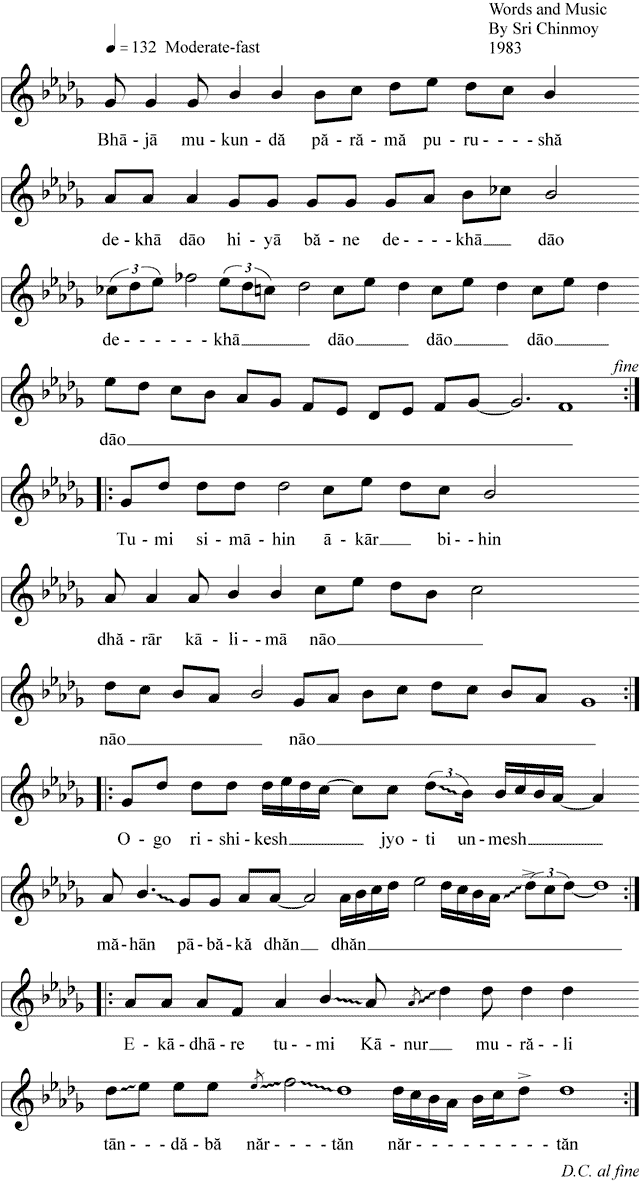 Words and Music
By Sri Chinmoy
1983
♩ = 132 Moderate-fast
Bhā - jā mu - kun - dă pă - ră - mă pu - ru - - - - shă
de - khā dāo hi - yā bă - ne de - - - - khā dāo
3 3
de - - - - - - khā dāo dāo dāo
fine
dāo
Tu - mi si - mā - hin ā - kār bi - hin
dhă - rār kā - li - - mā nāo
nāo nāo
3
O - go ri - shi - kesh jyo - ti un - mesh
3
mă - hān pā - bă - kă dhăn dhăn
E - kā - dhā - re tu - - mi Kā - nur mu - ră - li
tān - - - dă - bă năr - - - tăn năr - - - - - - - - - - tăn
D.C. al fine